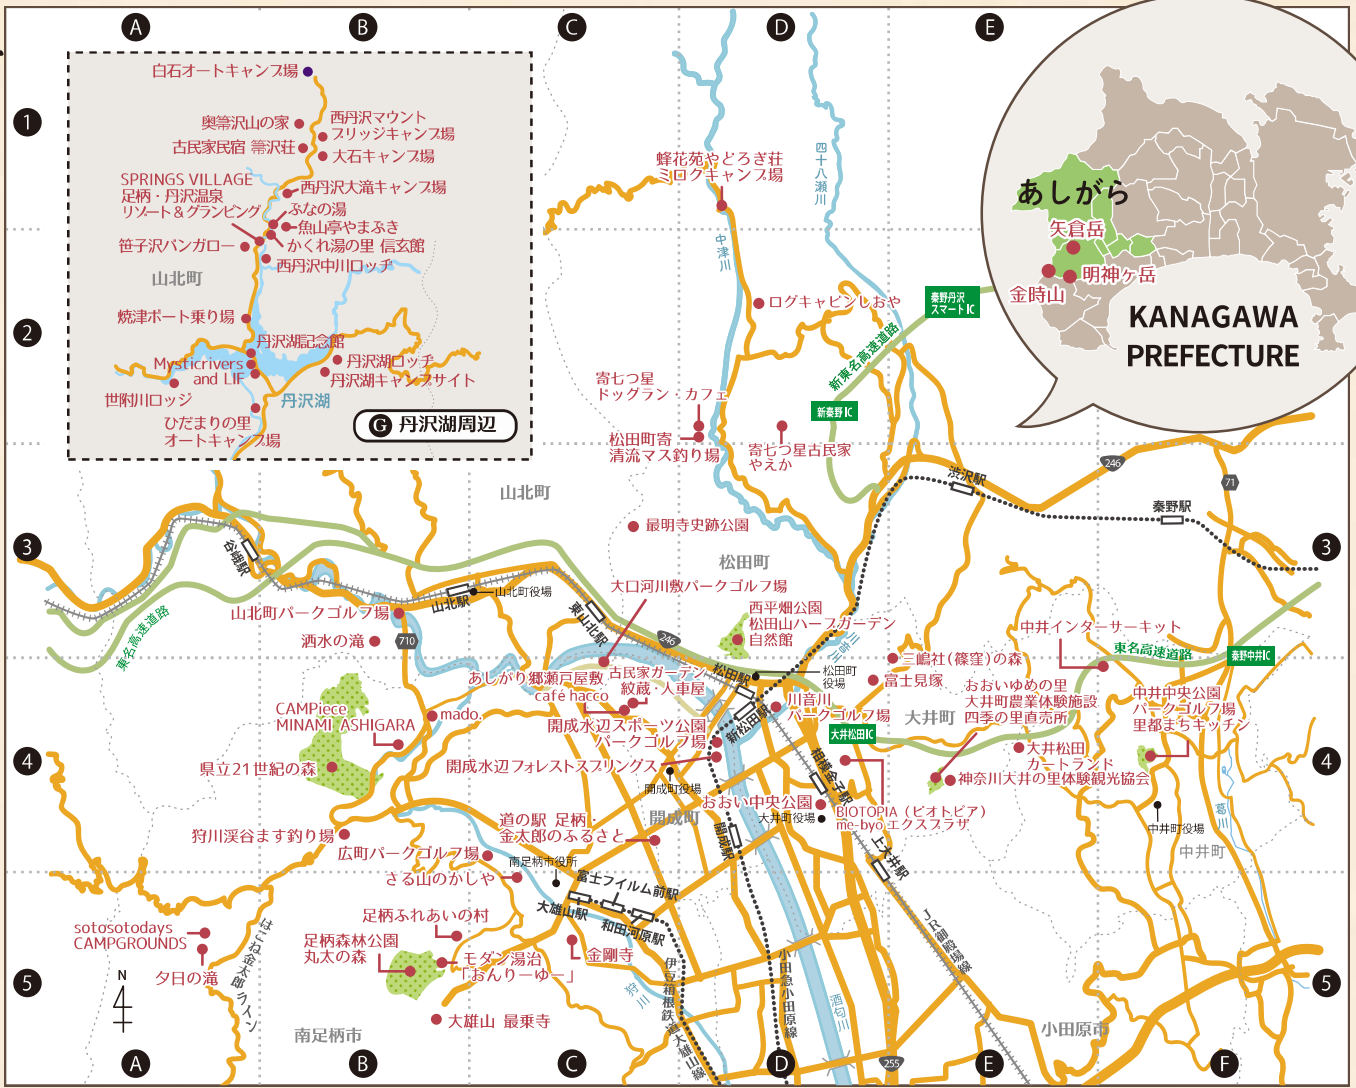 A
B
C
D
E
1
白石オートキャンプ場
奥箒沢山の家
西丹沢マウント
ブリッジキャンプ場
古民家民宿 箒沢荘
大石キャンプ場
SPRINGS VILLAGE
足柄・丹沢温泉
リゾート＆グランピング
西丹沢大滝キャンプ場
ふなの湯
魚山亭やまぶき
笹子沢バンガロー
かくれ湯の里 信玄館
西丹沢中川ロッヂ
山北町
焼津ボート乗り場
丹沢湖記念館
Mysticrivers
and LIF
丹沢湖ロッヂ
丹沢湖キャンプサイト
世附川ロッジ
丹沢湖
ひだまりの里
オートキャンプ場
G 丹沢湖周辺
2
蜂花苑やどろぎ荘
ミロクキャンプ場
四十八瀬川
中津川
ログキャビンしおや
秦野丹沢
スマートIC
新東名高速道路
新秦野IC
あしがら
矢倉岳
明神ヶ岳
金時山
KANAGAWA
PREFECTURE
寄七つ星
ドッグラン・カフェ
松田町寄
清流マス釣り場
寄七つ星古民家
やえか
246
71
渋沢駅
秦野駅
山北町
最明寺史跡公園
松田町
3
3
谷峨駅
大口河川敷パークゴルフ場
山北駅
山北町役場
東山北駅
246
西平畑公園
松田山ハーブガーデン
自然館
山北町パークゴルフ場
洒水の滝
710
東名高速道路
川音川
中井インターサーキット
東名高速道路
秦野中井IC
三嶋社(篠窪)の森
富士見塚
松田駅
松田町
役場
あしがり郷瀬戸屋敷
café hacco
古民家ガーデン
紋蔵・人車屋
川音川
パークゴルフ場
大井町
おおいゆめの里
大井町農業体験施設
四季の里直売所
中井中央公園
パークゴルフ場
里都まちキッチン
CAMPiece
MINAMI ASHIGARA
mado.
開成水辺スポーツ公園
パークゴルフ場
新松田駅
大井松田IC
大井松田
カートランド
県立21世紀の森
開成水辺フォレストスプリングス
相模金子駅
神奈川大井の里体験観光協会
4
4
開成町役場
おおい中央公園
大井町役場
BIOTOPIA（ビオトピア）
me-byo エクスプラザ
葛川
中井町役場
中井町
狩川渓谷ます釣り場
道の駅 足柄・
金太郎のふるさと
開成町
開成駅
上大井駅
広町パークゴルフ場
南足柄市役所
さる山のかしや
富士フイルム前駅
大雄山駅
和田河原駅
足柄ふれあいの村
sotosotodays
CAMPGROUNDS
はこね金太郎ライン
足柄森林公園
丸太の森
モダン湯治
「おんりーゆー」
金剛寺
夕日の滝
N
狩川
伊豆箱根鉄道大雄山線
小田急小田原線
酒匂川
JR御殿場線
5
5
大雄山 最乗寺
南足柄市
小田原市
255
A
B
C
D
E
F